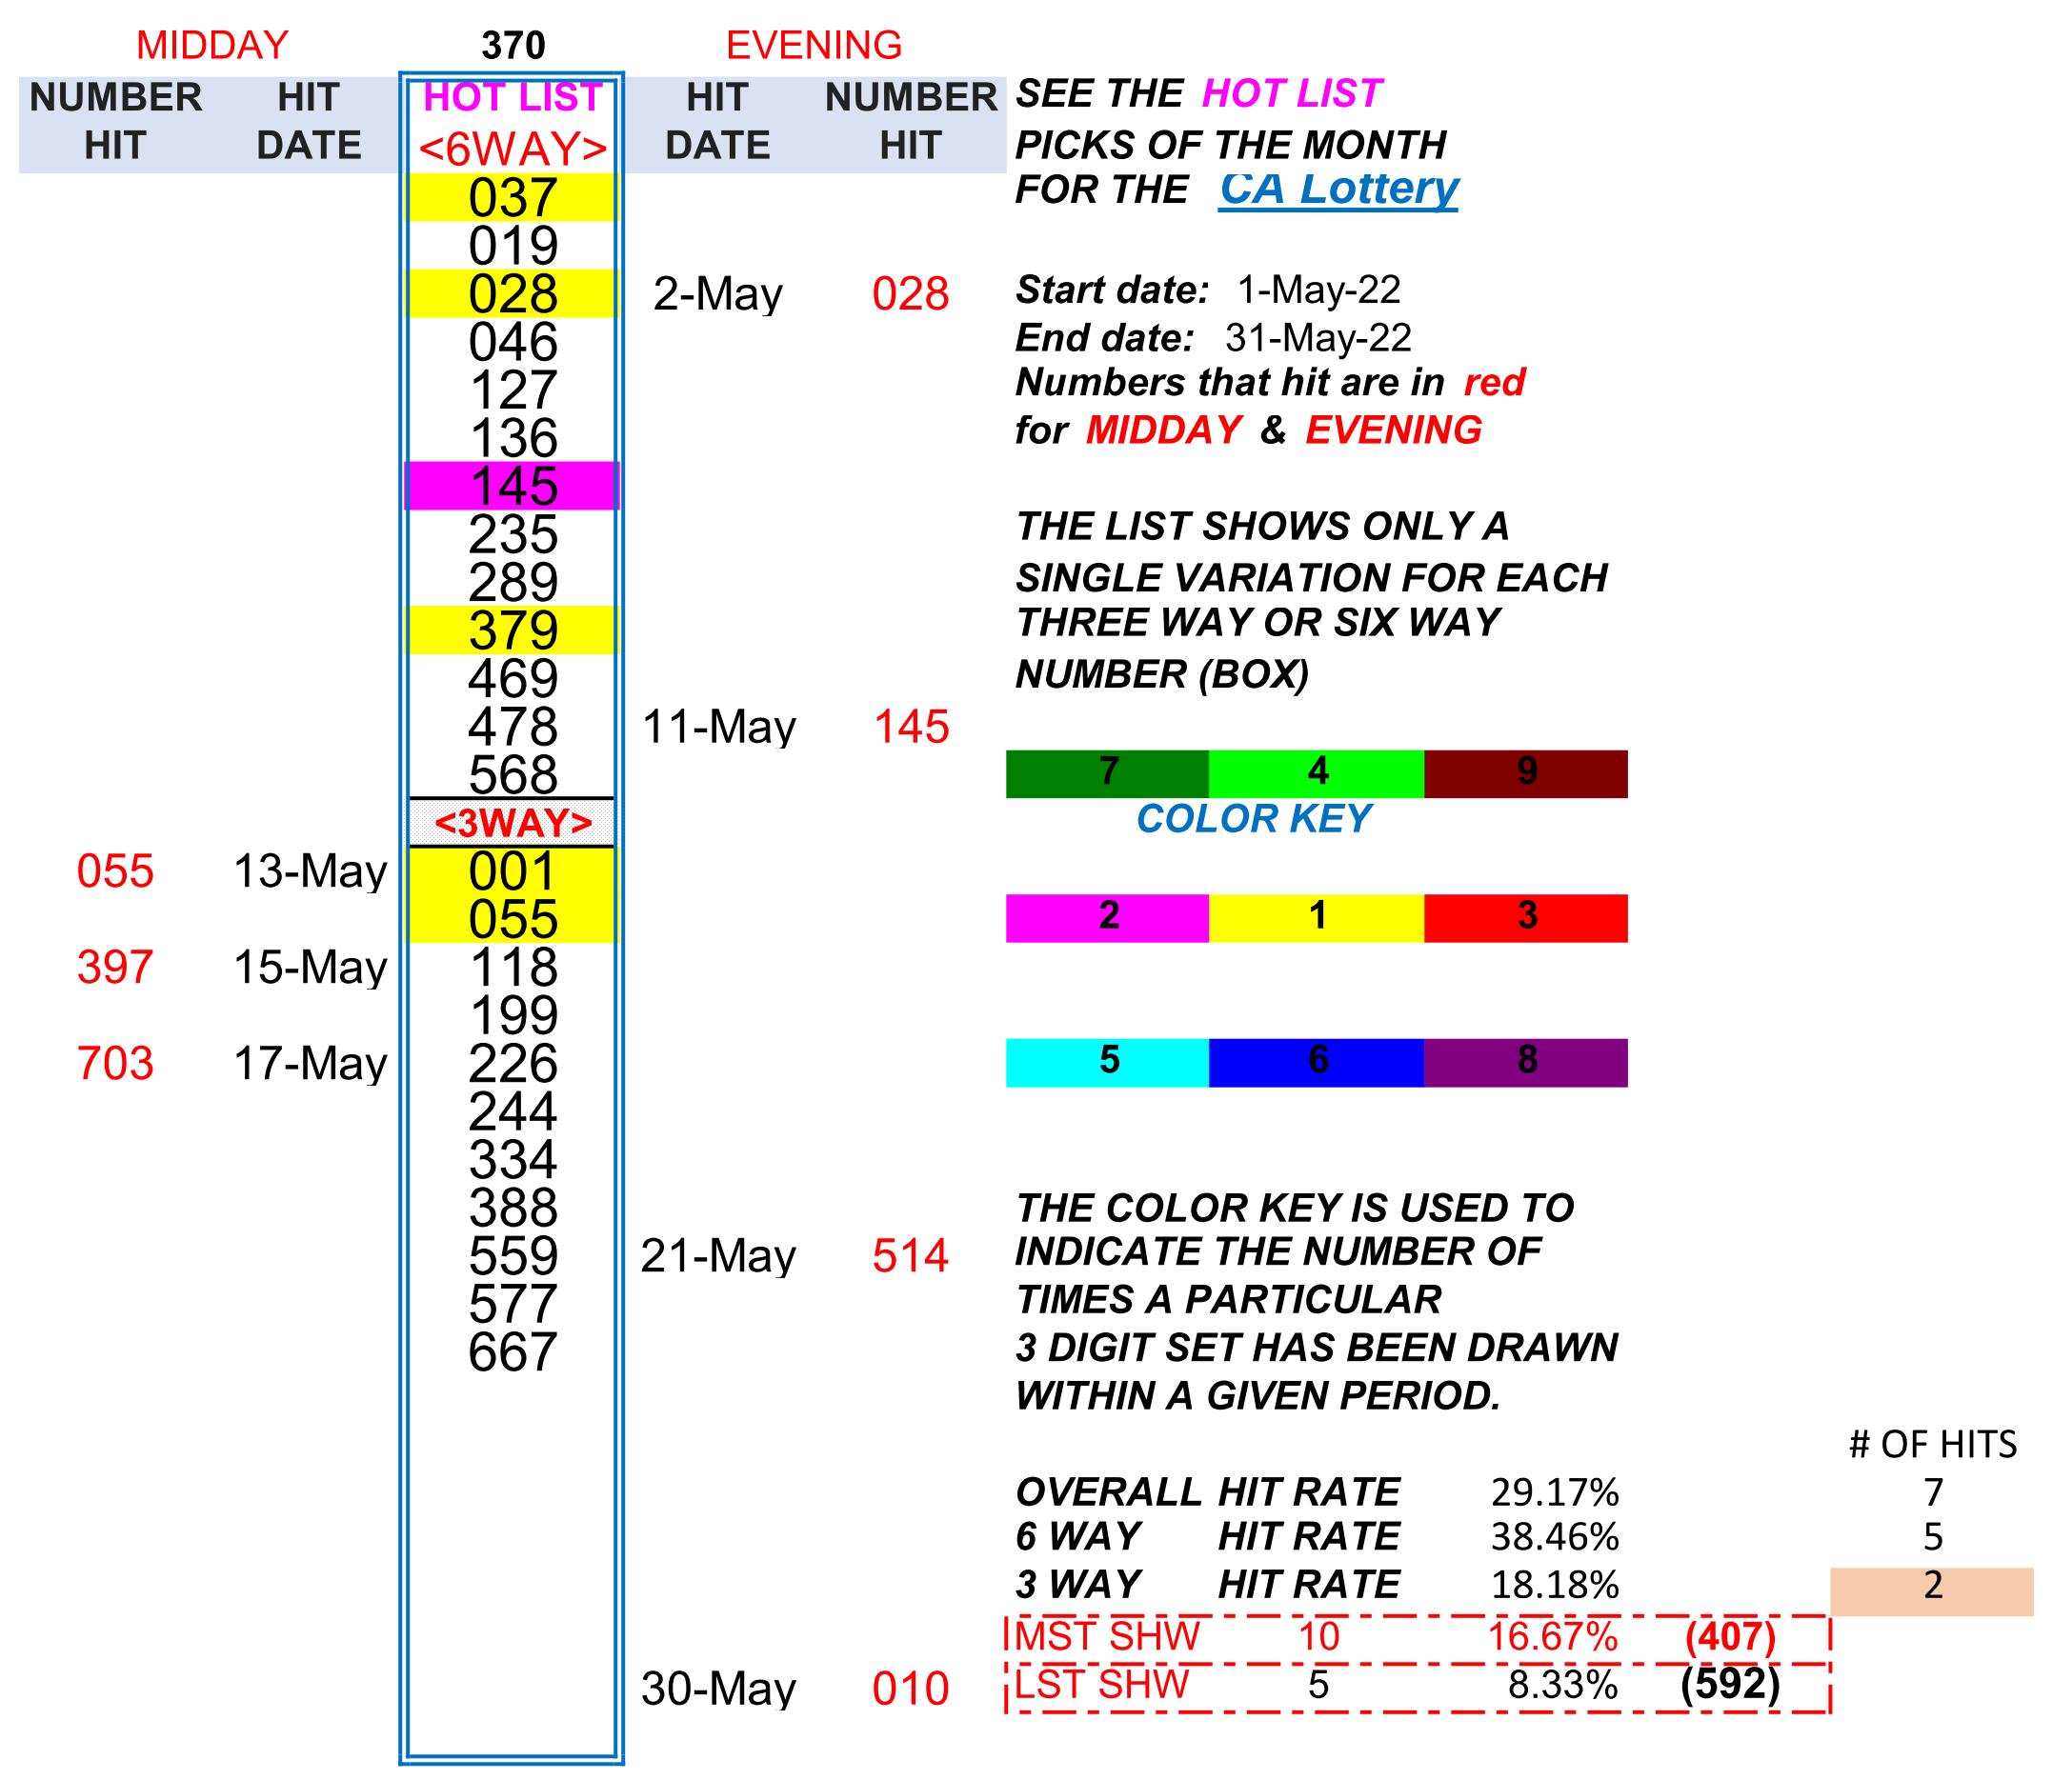 MIDDAY 370 EVENING
NUMBER HIT HOT LIST HIT NUMBER SEE THE HOT LIST
HIT DATE <6WAY> DATE HIT PICKS OF THE MONTH
037 FOR THE CA Lottery
019
028 2-May 028 Start date: 1-May-22
046 End date: 31-May-22
127 Numbers that hit are in red
136 for MIDDAY & EVENING
145
235 THE LIST SHOWS ONLY A
289 SINGLE VARIATION FOR EACH
379 THREE WAY OR SIX WAY
469 NUMBER (BOX)
478 11-May 145
568 7 4 9
<3WAY> COLOR KEY
055 13-May 001
055 2 1 3
397 15-May 118
199
703 17-May 226 5 6 8
244
334
388 THE COLOR KEY IS USED TO
559 21-May 514 INDICATE THE NUMBER OF
577 TIMES A PARTICULAR
667 3 DIGIT SET HAS BEEN DRAWN
WITHIN A GIVEN PERIOD.
# OF HITS
OVERALL HIT RATE 29.17% 7
6 WAY HIT RATE 38.46% 5
3 WAY HIT RATE 18.18% 2
MST SHW 10 16.67% (407)
30-May 010 LST SHW 5 8.33% (592)